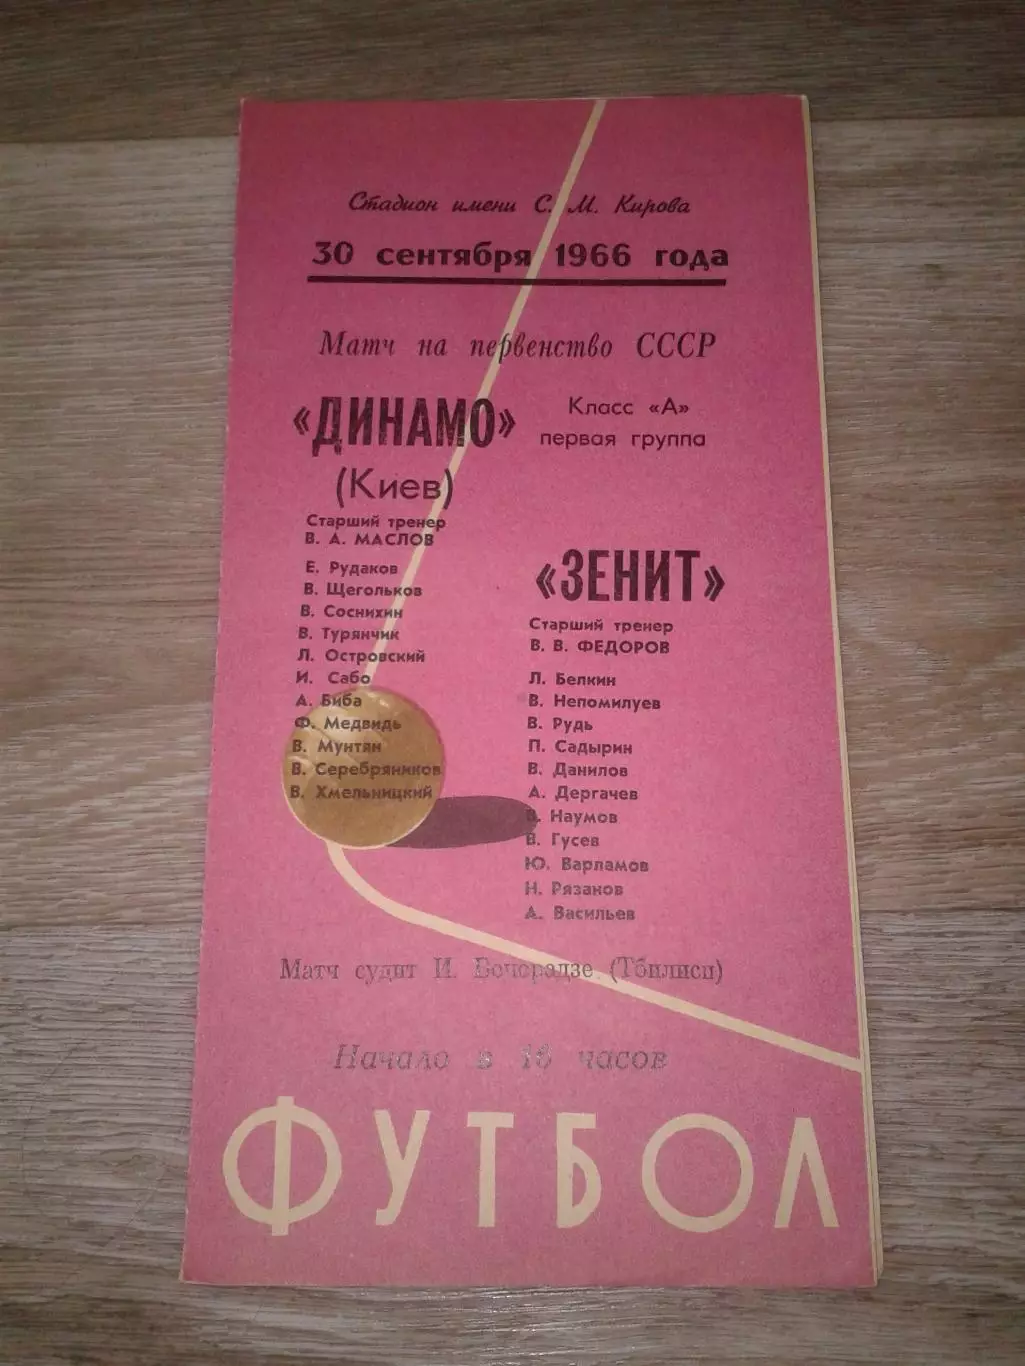 Стадион имени С. М. Кирова
30 сентября 1966 года
Матч на первенство СССР
Класс «А»
первая группа
«ДИНАМО»
(Киев)
Старший тренер
В. А. МАСЛОВ
Е. Рудаков
В. Щегольков
В. Соснихин
В. Турянчик
Л. Островский
И. Сабо
А. Биба
Ф. Медвидь
В. Мунтян
В. Серебряников
В. Хмельницкий
«ЗЕНИТ»
Старший тренер
В. В. ФЕДОРОВ
Л. Белкин
В. Непомилуев
В. Рудь
П. Садырин
В. Данилов
А. Дергачев
В. Наумов
В. Гусев
Ю. Варламов
Н. Рязанов
А. Васильев
Матч судит И. Бочорадзе (Тбилиси)
Начало в 16 часов
ФУТБОЛ